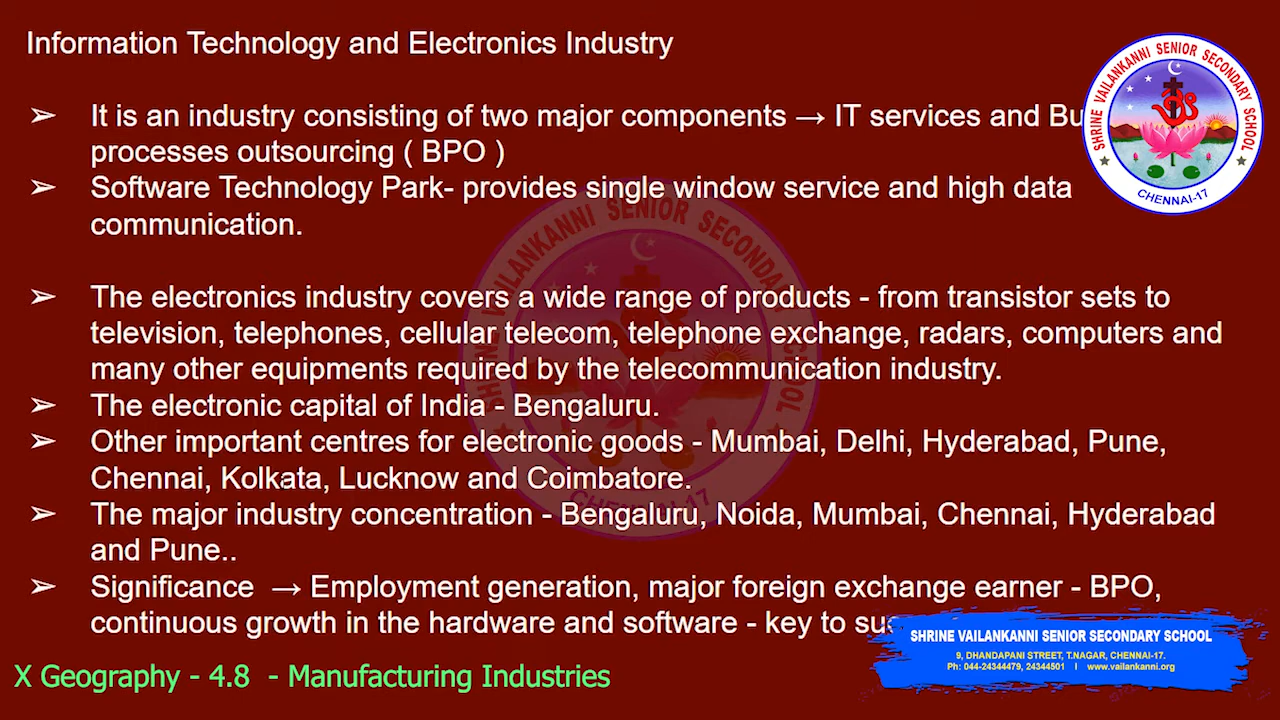 Information Technology and Electronics Industry
➢ It is an industry consisting of two major components → IT services and
processes outsourcing ( BPO )
➢ Software Technology Park- provides single window service and high data
communication.
➢ The electronics industry covers a wide range of products - from transistor sets to
television, telephones, cellular telecom, telephone exchange, radars, computers and
many other equipments required by the telecommunication industry.
➢ The electronic capital of India - Bengaluru.
➢ Other important centres for electronic goods - Mumbai, Delhi, Hyderabad, Pune,
Chennai, Kolkata, Lucknow and Coimbatore.
➢ The major industry concentration - Bengaluru, Noida, Mumbai, Chennai, Hyderabad
and Pune..
➢ Significance → Employment generation, major foreign exchange earner - BPO,
continuous growth in the hardware and software - key to
SHRINE VAILANKANNI SENIOR SECONDARY SCHOOL
CHENNAI-17
SHRINE VAILANKANNI SENIOR SECONDARY SCHOOL
CHENNAI-17
SHRINE VAILANKANNI SENIOR SECONDARY SCHOOL
9, DHANDAPANI STREET, T.NAGAR, CHENNAI-17.
Ph: 044-24344479, 24344501 I www.vailankanni.org
X Geography - 4.8 - Manufacturing Industries